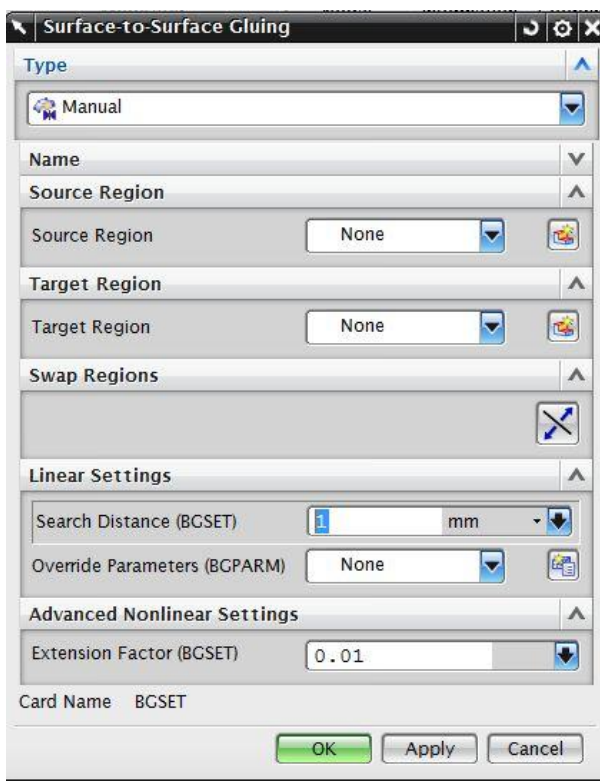 Surface-to-Surface Gluing
Type
Manual
Name
Source Region
Source Region None
Target Region
Target Region None
Swap Regions
Linear Settings
Search Distance (BGSET) 1 mm
Override Parameters (BGPARM) None
Advanced Nonlinear Settings
Extension Factor (BGSET) 0.01
Card Name BGSET
OK Apply Cancel